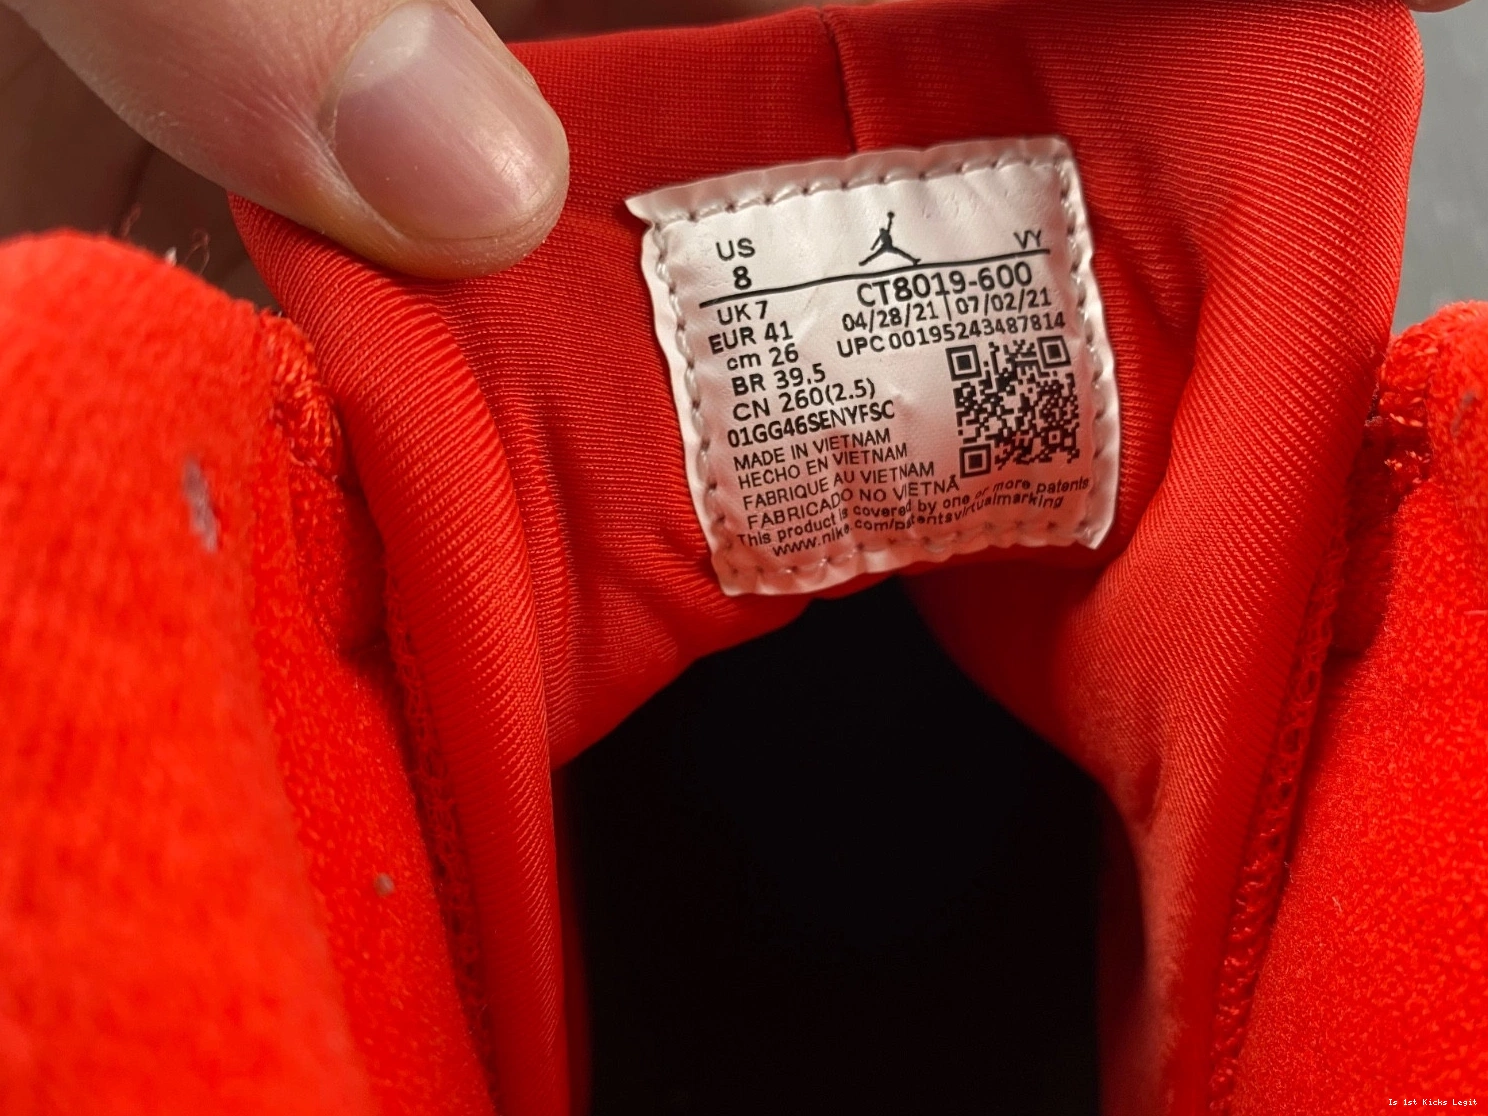 US
8
VY
CT8019-600
UK 7
04/28/21 | 07/02/21
EUR 41
UPC 00195243487814
cm 26
BR 39.5
CN 260(2.5)
01GG46SENYFSC
MADE IN VIETNAM
HECHO EN VIETNAM
FABRIQUE AU VIETNAM
FABRICADO NO VIETNÃ
This product is covered by one or more patents
www.nike.com/patentsvirtualmarking
Is 1st Kicks Legit